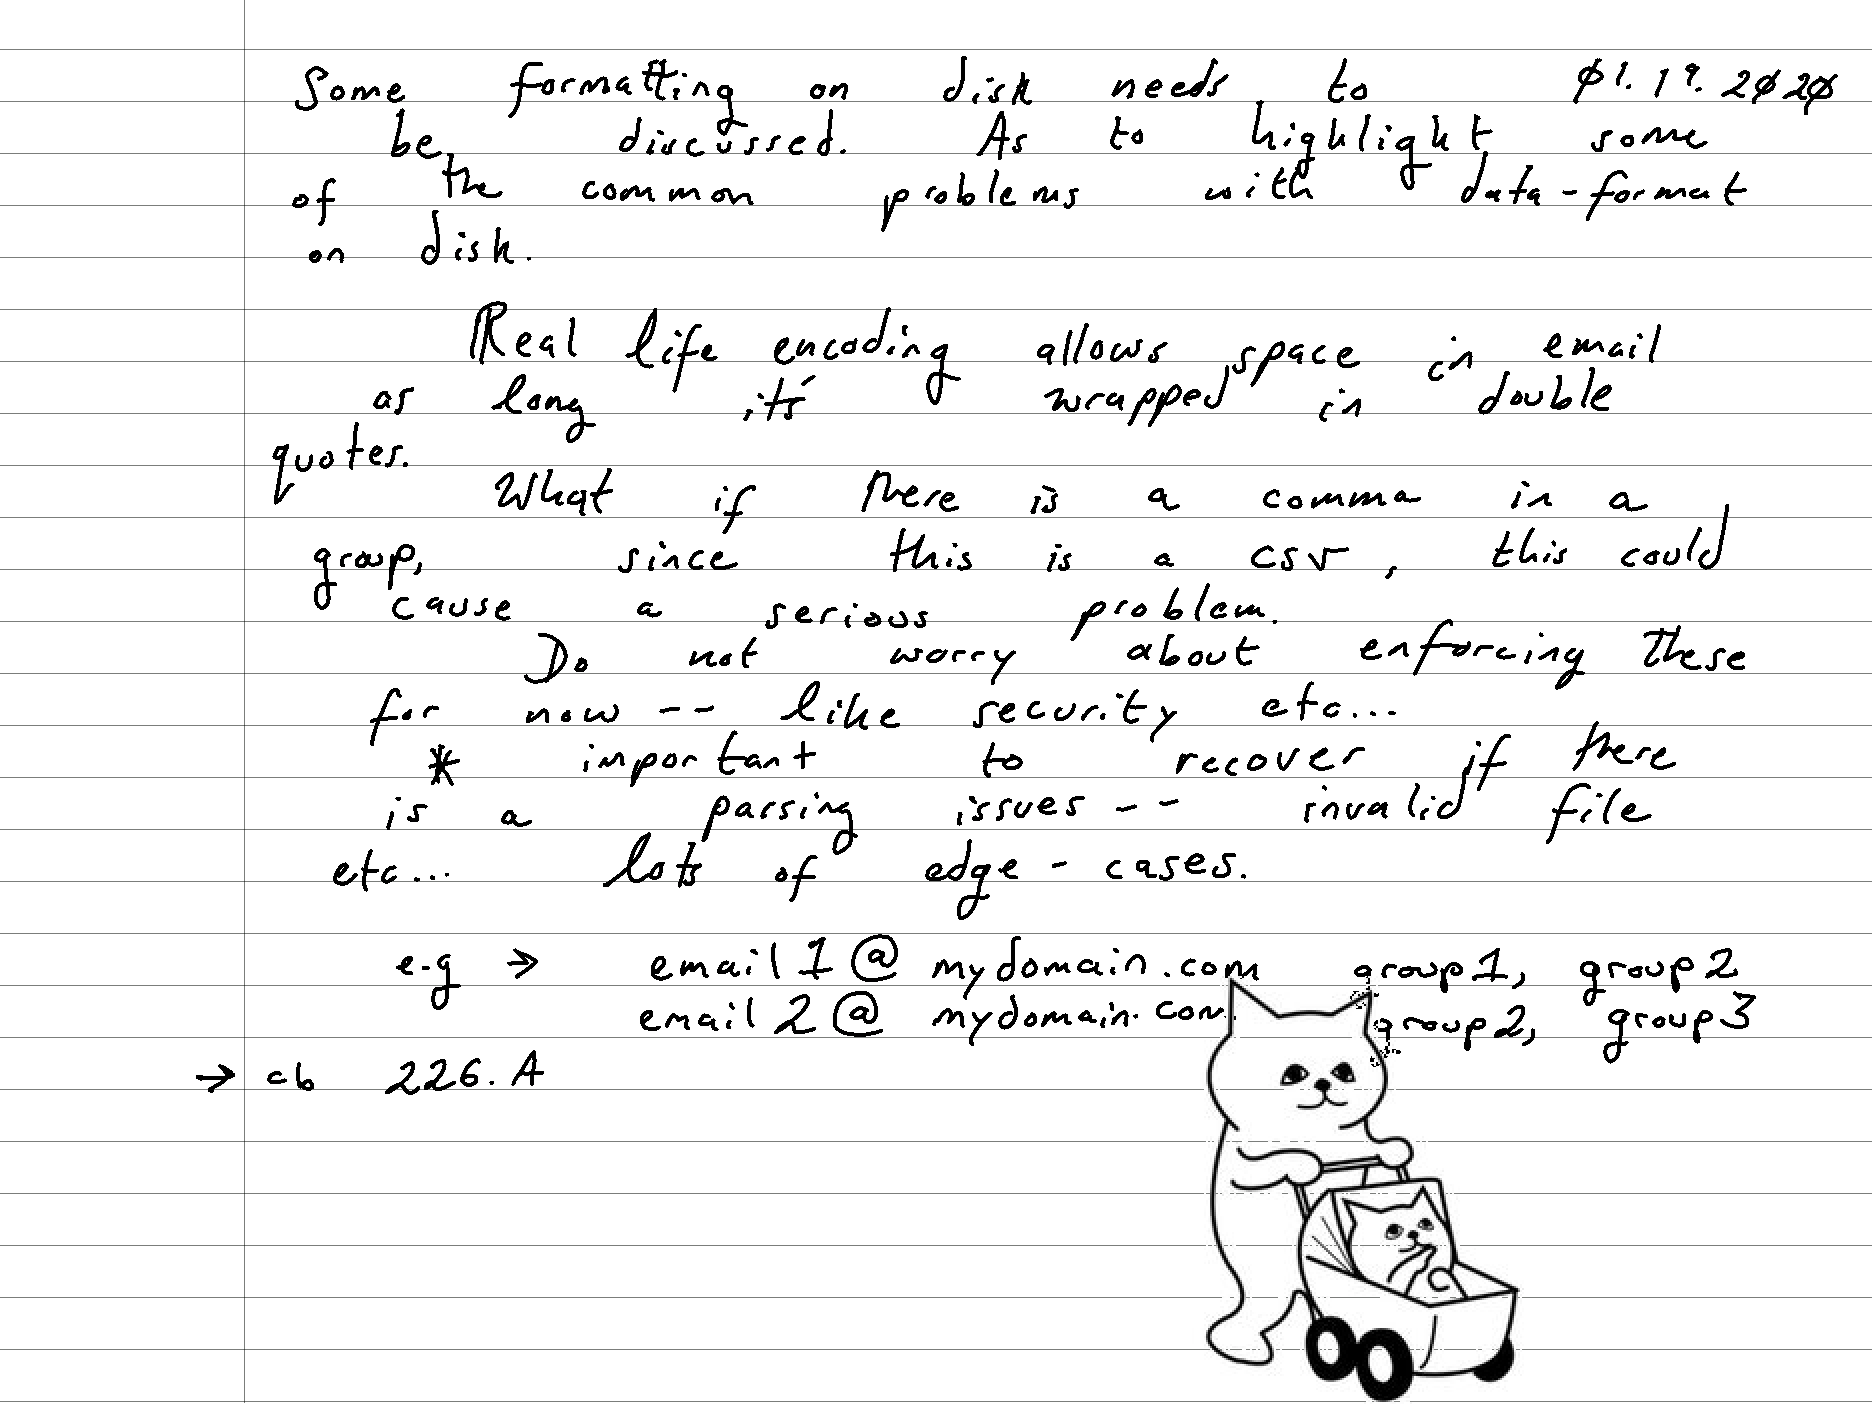 Some formatting on disk needs to 01.19.2020
be discussed. As to highlight some
of the common problems with data-format
on disk.
Real life encoding allows space in email
as long it's wrapped in double
quotes.
What if there is a comma in a
group, since this is a csv, this could
cause a serious problem.
Do not worry about enforcing these
for now -- like security etc...
* important to recover if there
is a parsing issues -- invalid file
etc... lots of edge - cases.
e.g → email1@mydomain.com group1, group2
email2@mydomain.com group2, group3
→ cb 226.A